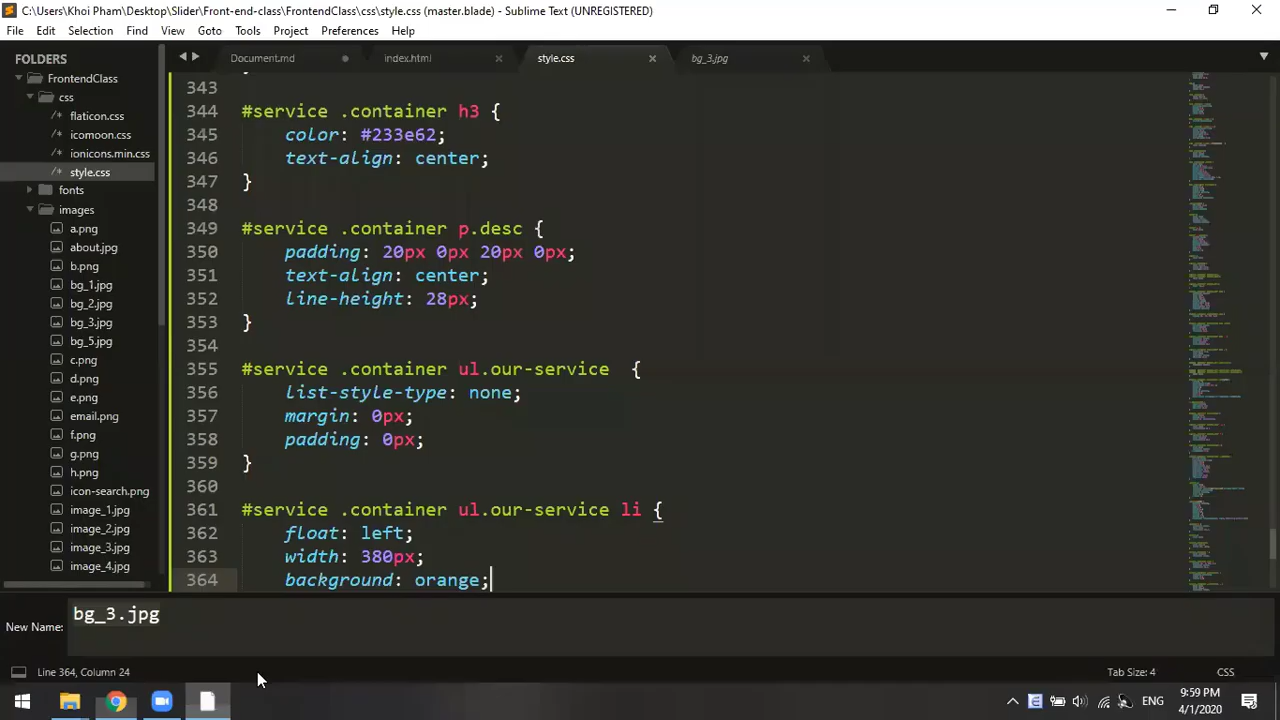 C:\Users\Khoi Pham\Desktop\Slider\Front-end-class\FrontendClass\css\style.css (master.blade) - Sublime Text (UNREGISTERED)
File Edit Selection Find View Goto Tools Project Preferences Help
FOLDERS
FrontendClass
css
/* flaticon.css
/* icomoon.css
/* ionicons.min.css
/* style.css
fonts
images
a.png
about.jpg
b.png
bg_1.jpg
bg_2.jpg
bg_3.jpg
bg_5.jpg
c.png
d.png
e.png
email.png
f.png
g.png
h.png
icon-search.png
image_1.jpg
image_2.jpg
image_3.jpg
image_4.jpg
Document.md index.html style.css bg_3.jpg
343
344 #service .container h3 {
345 color: #233e62;
346 text-align: center;
347 }
348
349 #service .container p.desc {
350 padding: 20px 0px 20px 0px;
351 text-align: center;
352 line-height: 28px;
353 }
354
355 #service .container ul.our-service  {
356 list-style-type: none;
357 margin: 0px;
358 padding: 0px;
359 }
360
361 #service .container ul.our-service li {
362 float: left;
363 width: 380px;
364 background: orange;
New Name: bg_3.jpg
Line 364, Column 24 Tab Size: 4 CSS
ENG 9:59 PM
4/1/2020